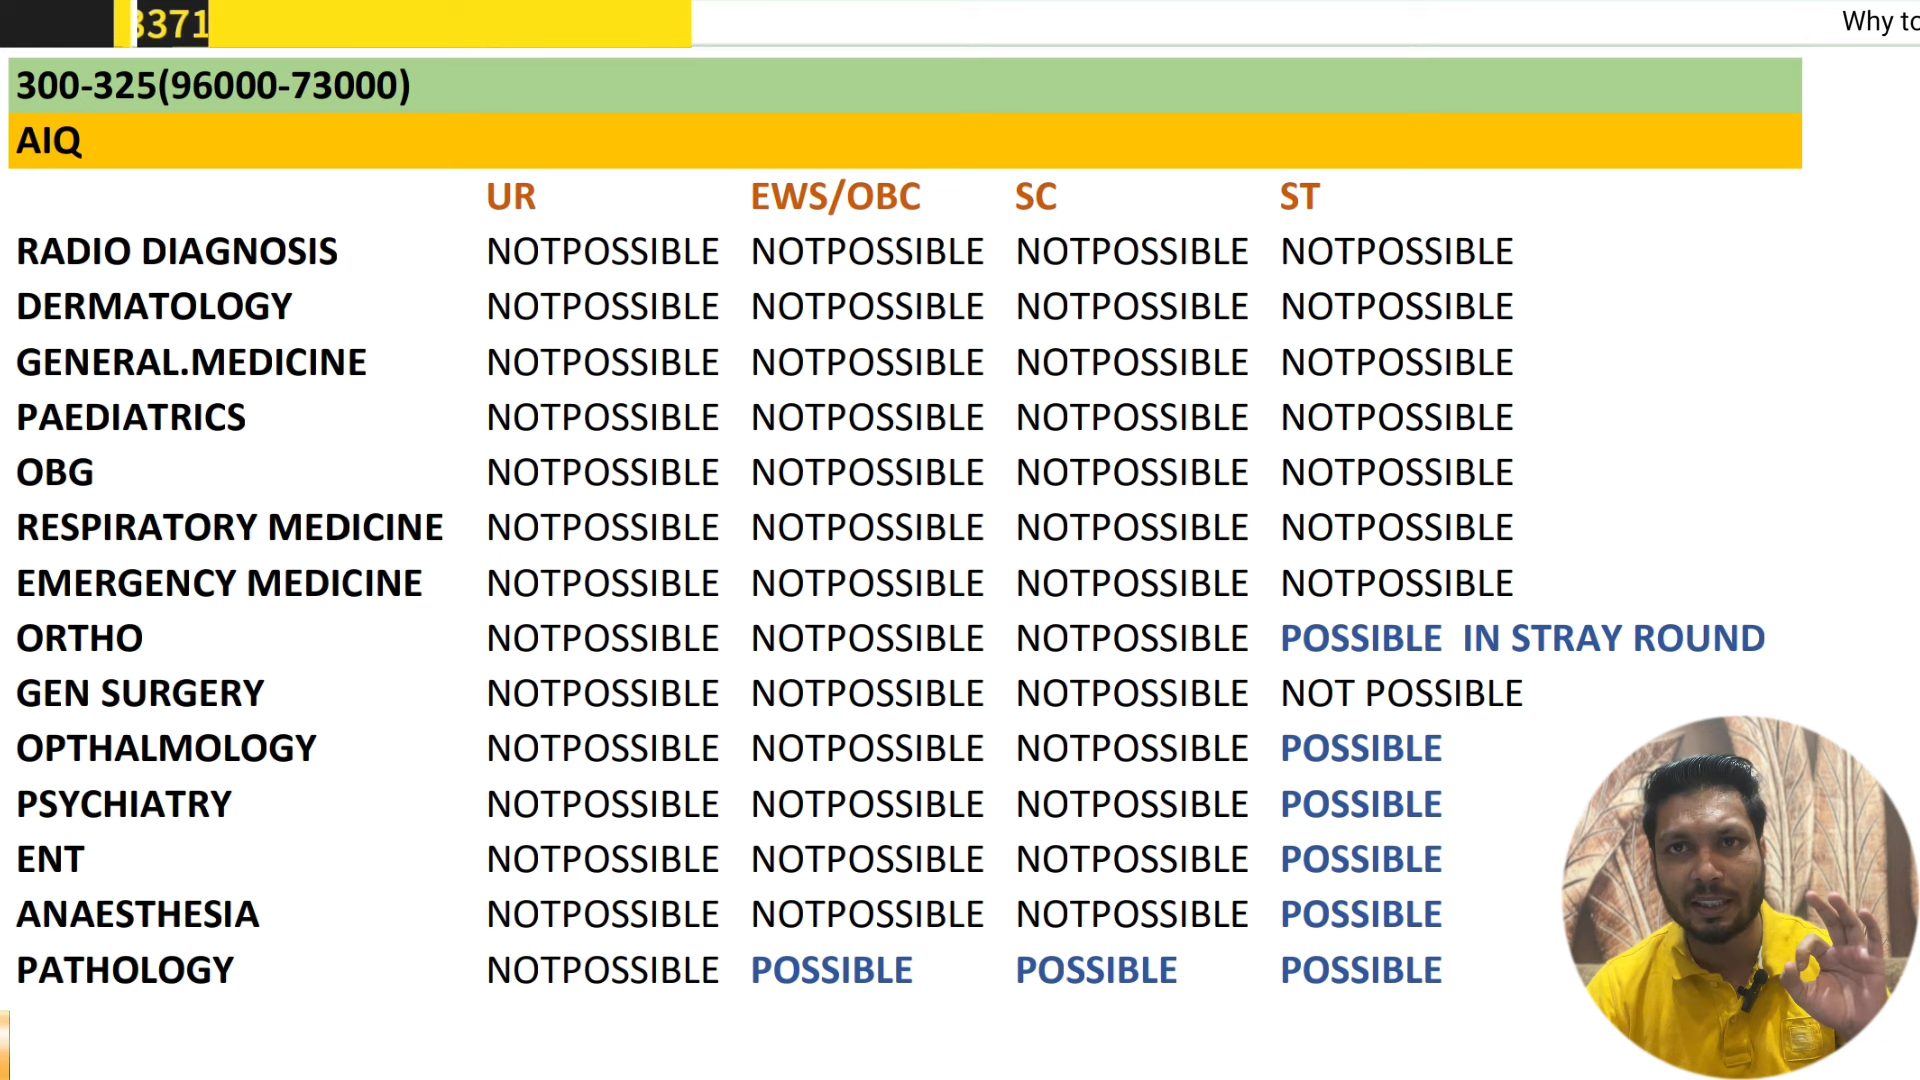 3371
Why to
300-325(96000-73000)
AIQ
UR EWS/OBC SC ST
RADIO DIAGNOSIS NOTPOSSIBLE NOTPOSSIBLE NOTPOSSIBLE NOTPOSSIBLE
DERMATOLOGY NOTPOSSIBLE NOTPOSSIBLE NOTPOSSIBLE NOTPOSSIBLE
GENERAL.MEDICINE NOTPOSSIBLE NOTPOSSIBLE NOTPOSSIBLE NOTPOSSIBLE
PAEDIATRICS NOTPOSSIBLE NOTPOSSIBLE NOTPOSSIBLE NOTPOSSIBLE
OBG NOTPOSSIBLE NOTPOSSIBLE NOTPOSSIBLE NOTPOSSIBLE
RESPIRATORY MEDICINE NOTPOSSIBLE NOTPOSSIBLE NOTPOSSIBLE NOTPOSSIBLE
EMERGENCY MEDICINE NOTPOSSIBLE NOTPOSSIBLE NOTPOSSIBLE NOTPOSSIBLE
ORTHO NOTPOSSIBLE NOTPOSSIBLE NOTPOSSIBLE POSSIBLE IN STRAY ROUND
GEN SURGERY NOTPOSSIBLE NOTPOSSIBLE NOTPOSSIBLE NOT POSSIBLE
OPTHALMOLOGY NOTPOSSIBLE NOTPOSSIBLE NOTPOSSIBLE POSSIBLE
PSYCHIATRY NOTPOSSIBLE NOTPOSSIBLE NOTPOSSIBLE POSSIBLE
ENT NOTPOSSIBLE NOTPOSSIBLE NOTPOSSIBLE POSSIBLE
ANAESTHESIA NOTPOSSIBLE NOTPOSSIBLE NOTPOSSIBLE POSSIBLE
PATHOLOGY NOTPOSSIBLE POSSIBLE POSSIBLE POSSIBLE